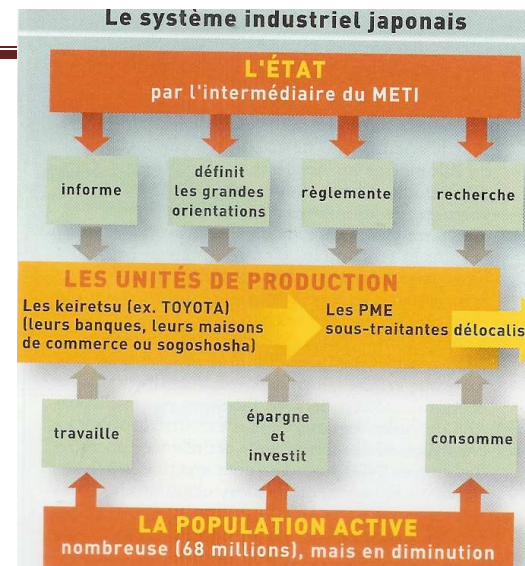 Le système industriel japonais
L'ÉTAT
par l'intermédiaire du METI
informe
définit
les grandes
orientations
règlemente
recherche
LES UNITÉS DE PRODUCTION
Les keiretsu (ex. TOYOTA)
(leurs banques, leurs maisons
de commerce ou sogoshosha)
Les PME
sous-traitantes
délocalis
travaille
épargne
et
investit
consomme
LA POPULATION ACTIVE
nombreuse (68 millions), mais en diminution